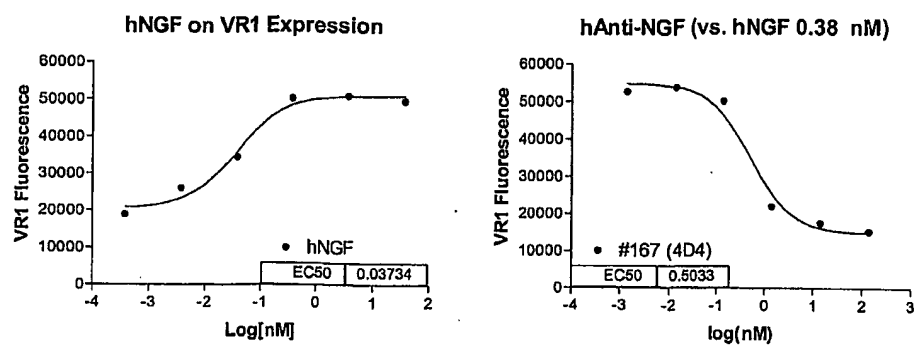 hNGF on VR1 Expression
60000
50000
40000
30000
20000
10000
0
VR1 Fluorescence
hNGF
EC50 0.03734
-4 -3 -2 -1 0 1 2
Log[nM]
hAnti-NGF (vs. hNGF 0.38 nM)
60000
50000
40000
30000
20000
10000
0
VR1 Fluorescence
#167 (4D4)
EC50 0.5033
-4 -3 -2 -1 0 1 2 3
log(nM)